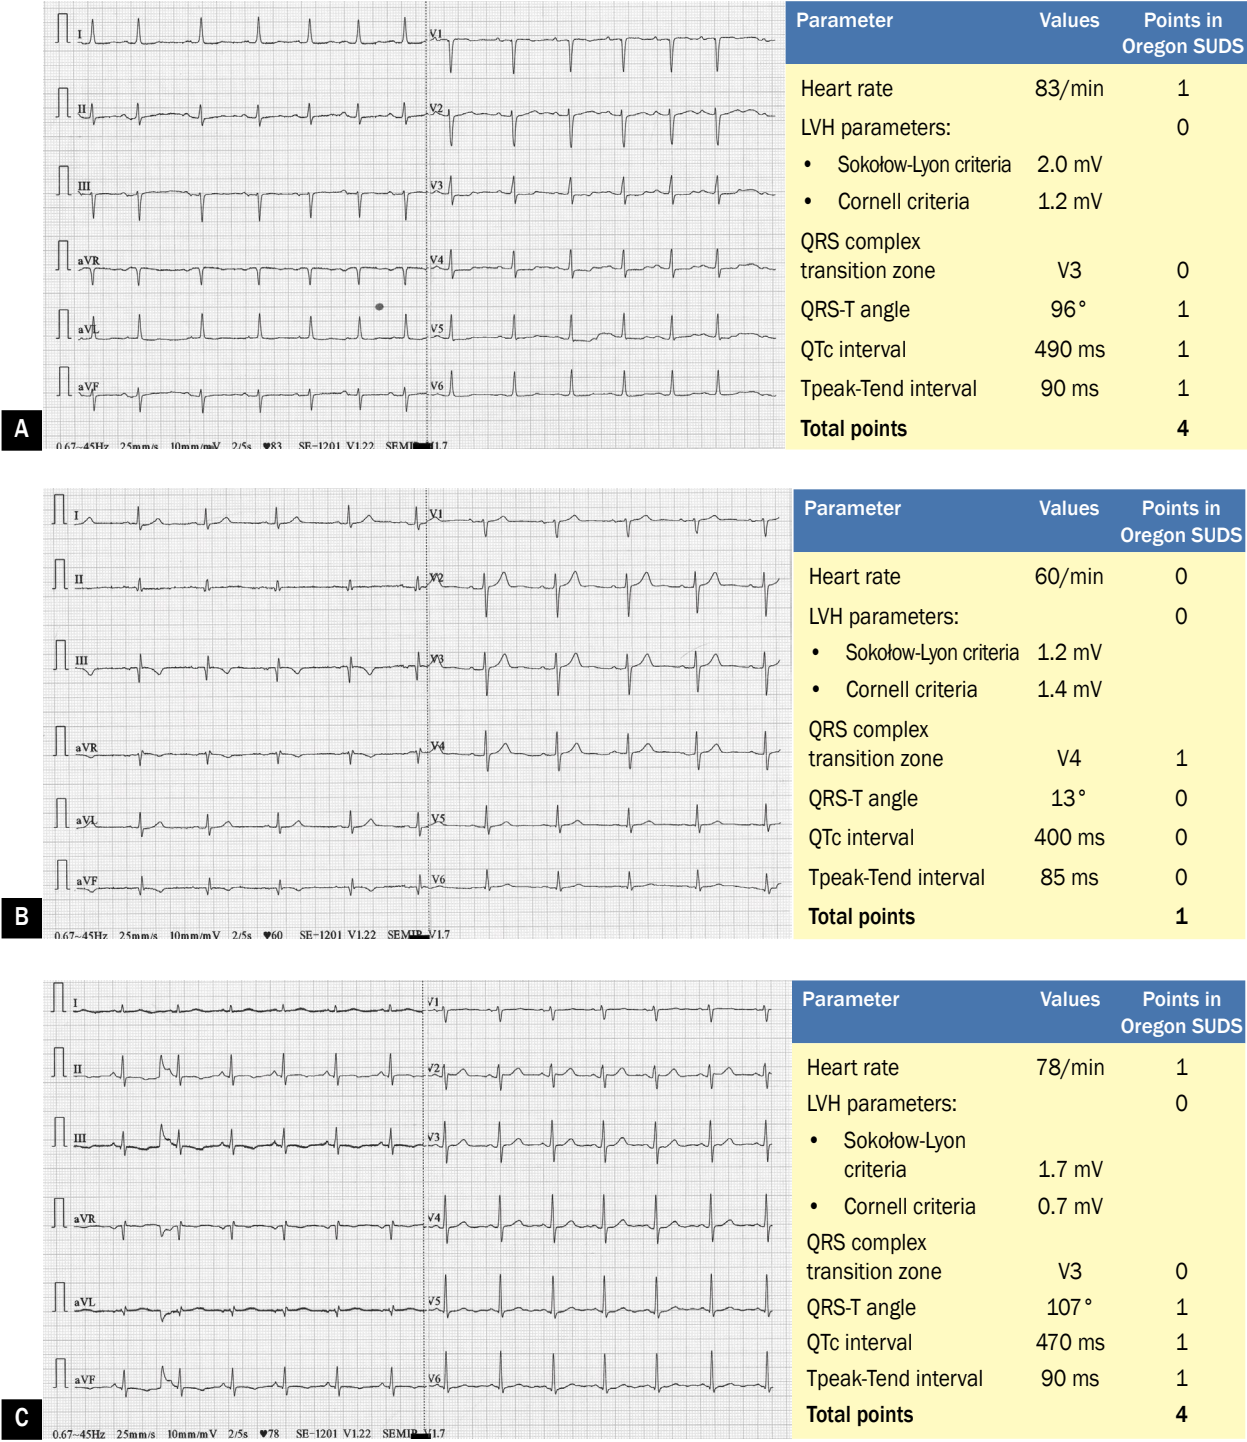 Parameter Values Points in
Oregon SUDS
I
V1
II
V2
III
V3
aVR
V4
aVL
V5
aVF
V6
Heart rate 83/min 1
LVH parameters: 0
• Sokołow-Lyon criteria 2.0 mV
• Cornell criteria 1.2 mV
QRS complex
transition zone V3 0
QRS-T angle 96° 1
QTc interval 490 ms 1
Tpeak-Tend interval 90 ms 1
Total points 4
A
0.67~45Hz 25mm/s 10mm/mV 2/5s ♥83 SE-1201 V1.22 SEMIP V1.7
Parameter Values Points in
Oregon SUDS
I
V1
II
V2
III
V3
aVR
V4
aVL
V5
aVF
V6
Heart rate 60/min 0
LVH parameters: 0
• Sokołow-Lyon criteria 1.2 mV
• Cornell criteria 1.4 mV
QRS complex
transition zone V4 1
QRS-T angle 13° 0
QTc interval 400 ms 0
Tpeak-Tend interval 85 ms 0
Total points 1
B
0.67~45Hz 25mm/s 10mm/mV 2/5s ♥60 SE-1201 V1.22 SEMIP V1.7
Parameter Values Points in
Oregon SUDS
I
V1
II
V2
III
V3
aVR
V4
aVL
V5
aVF
V6
Heart rate 78/min 1
LVH parameters: 0
• Sokołow-Lyon
criteria 1.7 mV
• Cornell criteria 0.7 mV
QRS complex
transition zone V3 0
QRS-T angle 107° 1
QTc interval 470 ms 1
Tpeak-Tend interval 90 ms 1
Total points 4
C
0.67~45Hz 25mm/s 10mm/mV 2/5s ♥78 SE-1201 V1.22 SEMIP V1.7